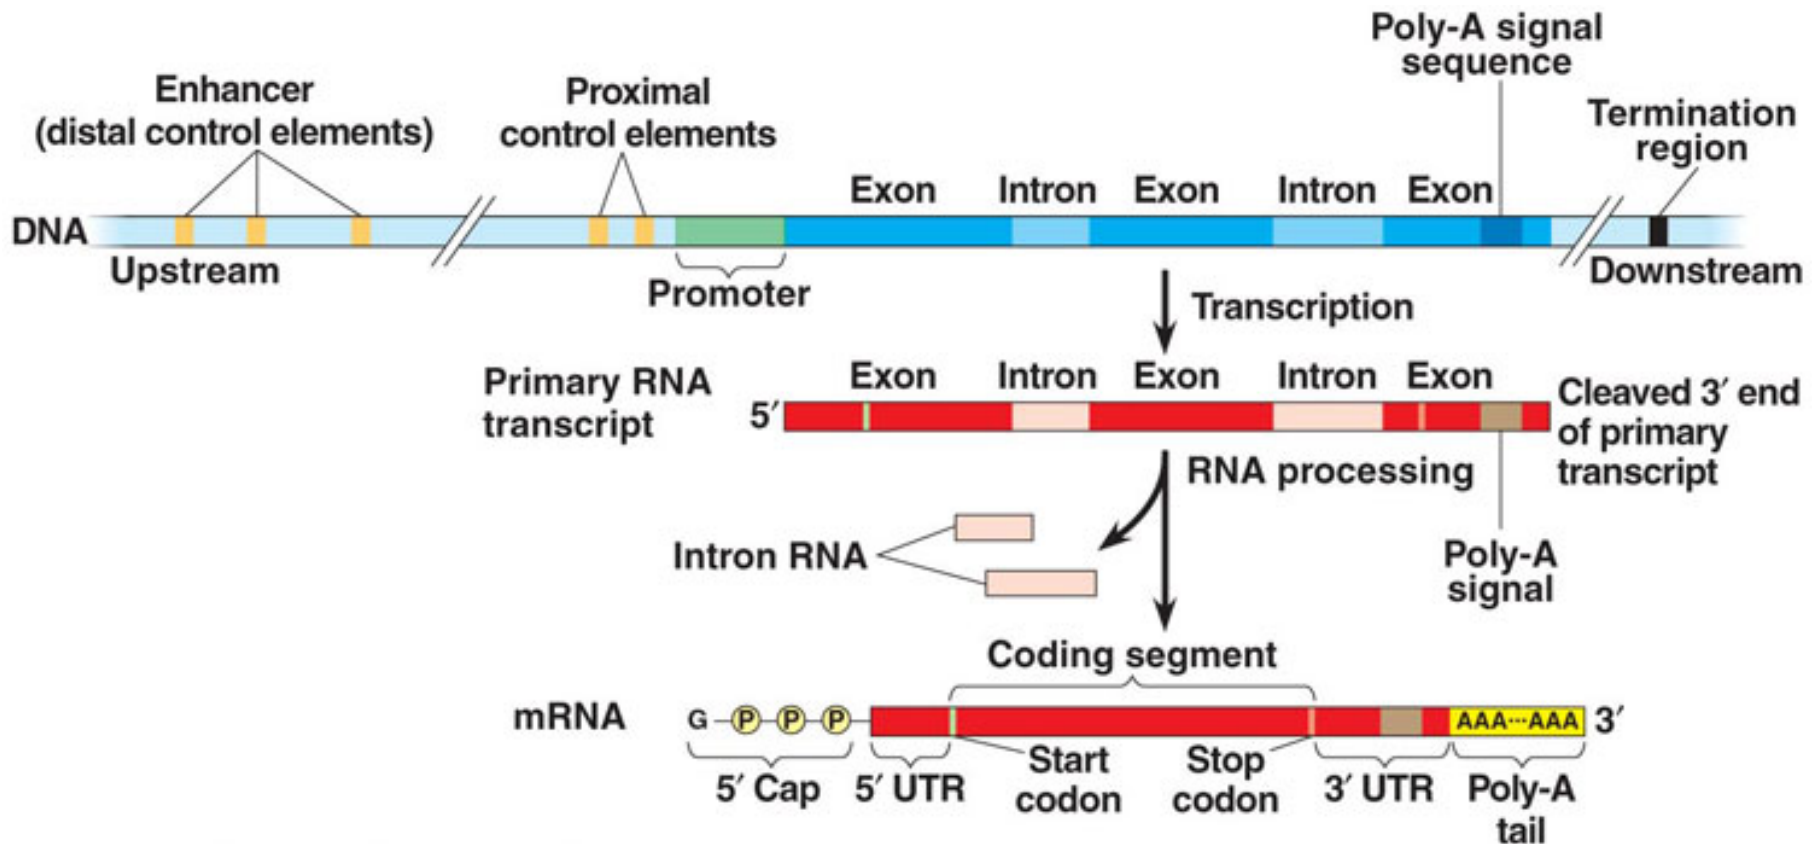 Poly-A signal
sequence
Enhancer
(distal control elements)
Proximal
control elements
Termination
region
Exon Intron Exon Intron Exon
DNA
Upstream
Promoter
Downstream
Transcription
Primary RNA
transcript
Exon Intron Exon Intron Exon
5′
Cleaved 3′ end
of primary
transcript
RNA processing
Intron RNA
Poly-A
signal
Coding segment
mRNA
G P P P
AAA···AAA 3′
5′ Cap
5′ UTR
Start
codon
Stop
codon
3′ UTR
Poly-A
tail